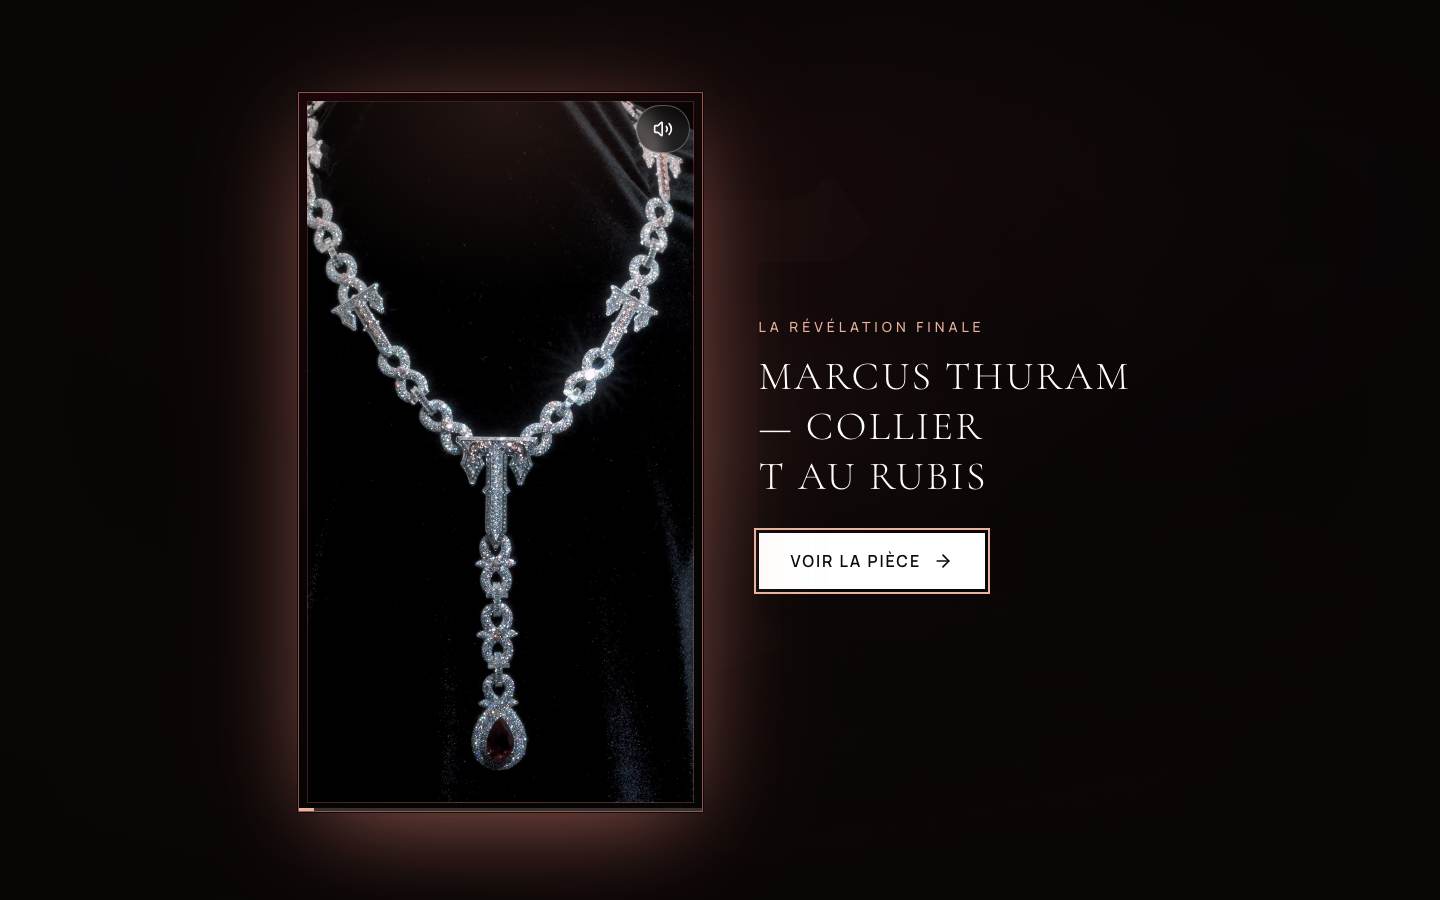 LA RÉVÉLATION FINALE
MARCUS THURAM
— COLLIER
T AU RUBIS
VOIR LA PIÈCE →